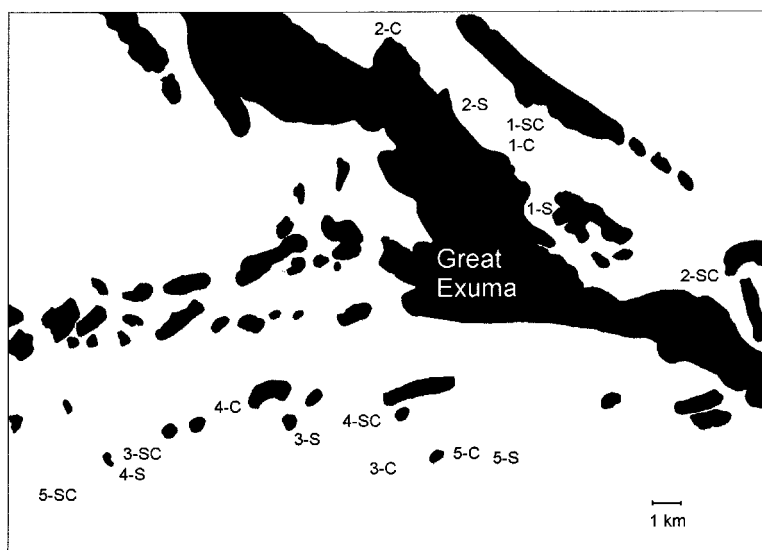 2-C
2-S
1-SC
1-C
1-S
Great
Exuma
2-SC
4-C
4-SC
3-S
3-SC
4-S
3-C
5-C
5-S
5-SC
1 km